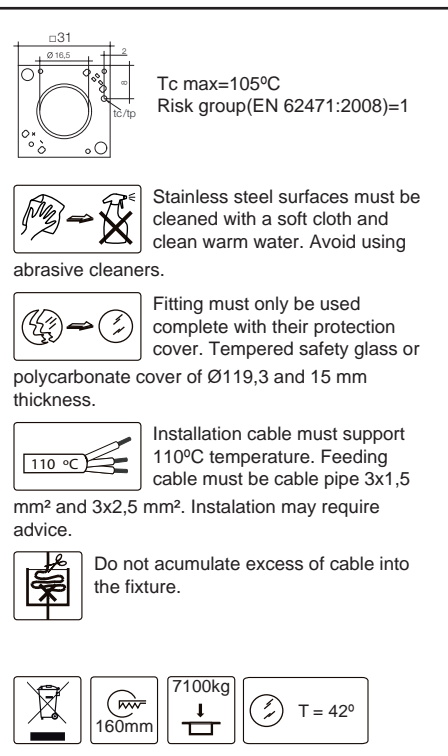 □31
Ø 16,5
2
8
tc/tp
Tc max=105ºC
Risk group(EN 62471:2008)=1
Stainless steel surfaces must be
cleaned with a soft cloth and
clean warm water. Avoid using
abrasive cleaners.
Fitting must only be used
complete with their protection
cover. Tempered safety glass or
polycarbonate cover of Ø119,3 and 15 mm
thickness.
110 ºC
Installation cable must support
110ºC temperature. Feeding
cable must be cable pipe 3x1,5
mm² and 3x2,5 mm². Instalation may require
advice.
Do not acumulate excess of cable into
the fixture.
160mm
7100kg
T = 42º